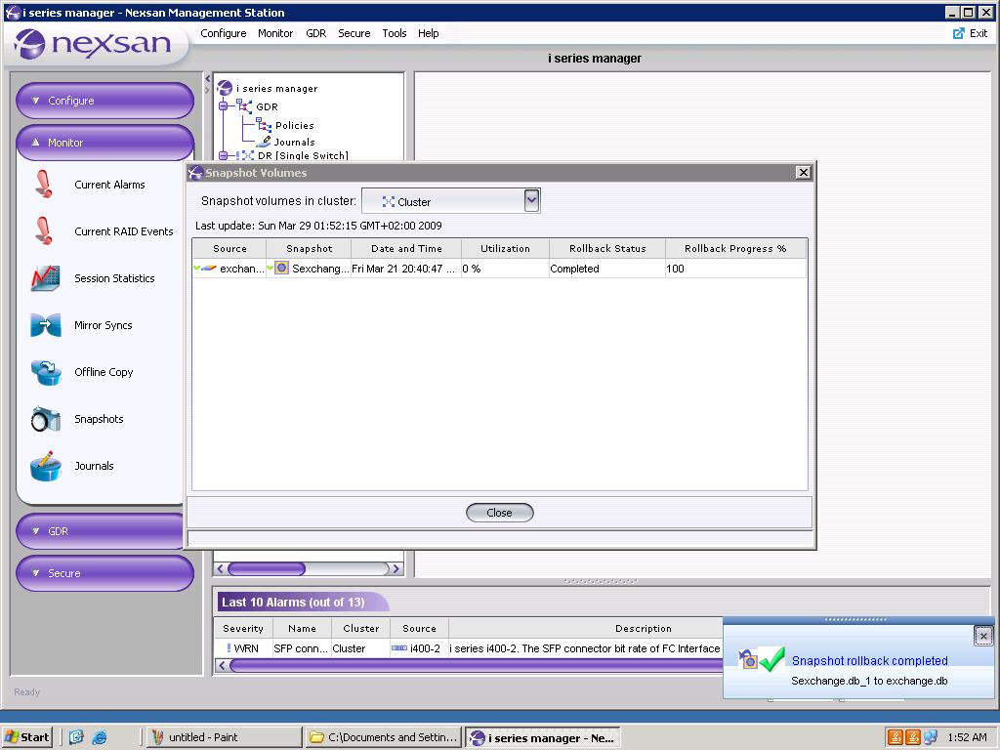 i series manager - Nexsan Management Station
nexsan
Configure Monitor GDR Secure Tools Help
Exit
i series manager
Configure
Monitor
Current Alarms
Current RAID Events
Session Statistics
Mirror Syncs
Offline Copy
Snapshots
Journals
GDR
Secure
i series manager
GDR
Policies
Journals
DR [Single Switch]
Snapshot Volumes
Snapshot volumes in cluster: Cluster
Last update: Sun Mar 29 01:52:15 GMT+02:00 2009
Source Snapshot Date and Time Utilization Rollback Status Rollback Progress %
exchan... Sexchang... Fri Mar 21 20:40:47 ... 0 % Completed 100
Close
Last 10 Alarms (out of 13)
Severity Name Cluster Source Description
WRN SFP conn... Cluster i400-2 i series i400-2. The SFP connector bit rate of FC Interface
Snapshot rollback completed
Sexchange.db_1 to exchange.db
Ready
Start untitled - Paint C:\Documents and Settin... i series manager - Ne... 1:52 AM